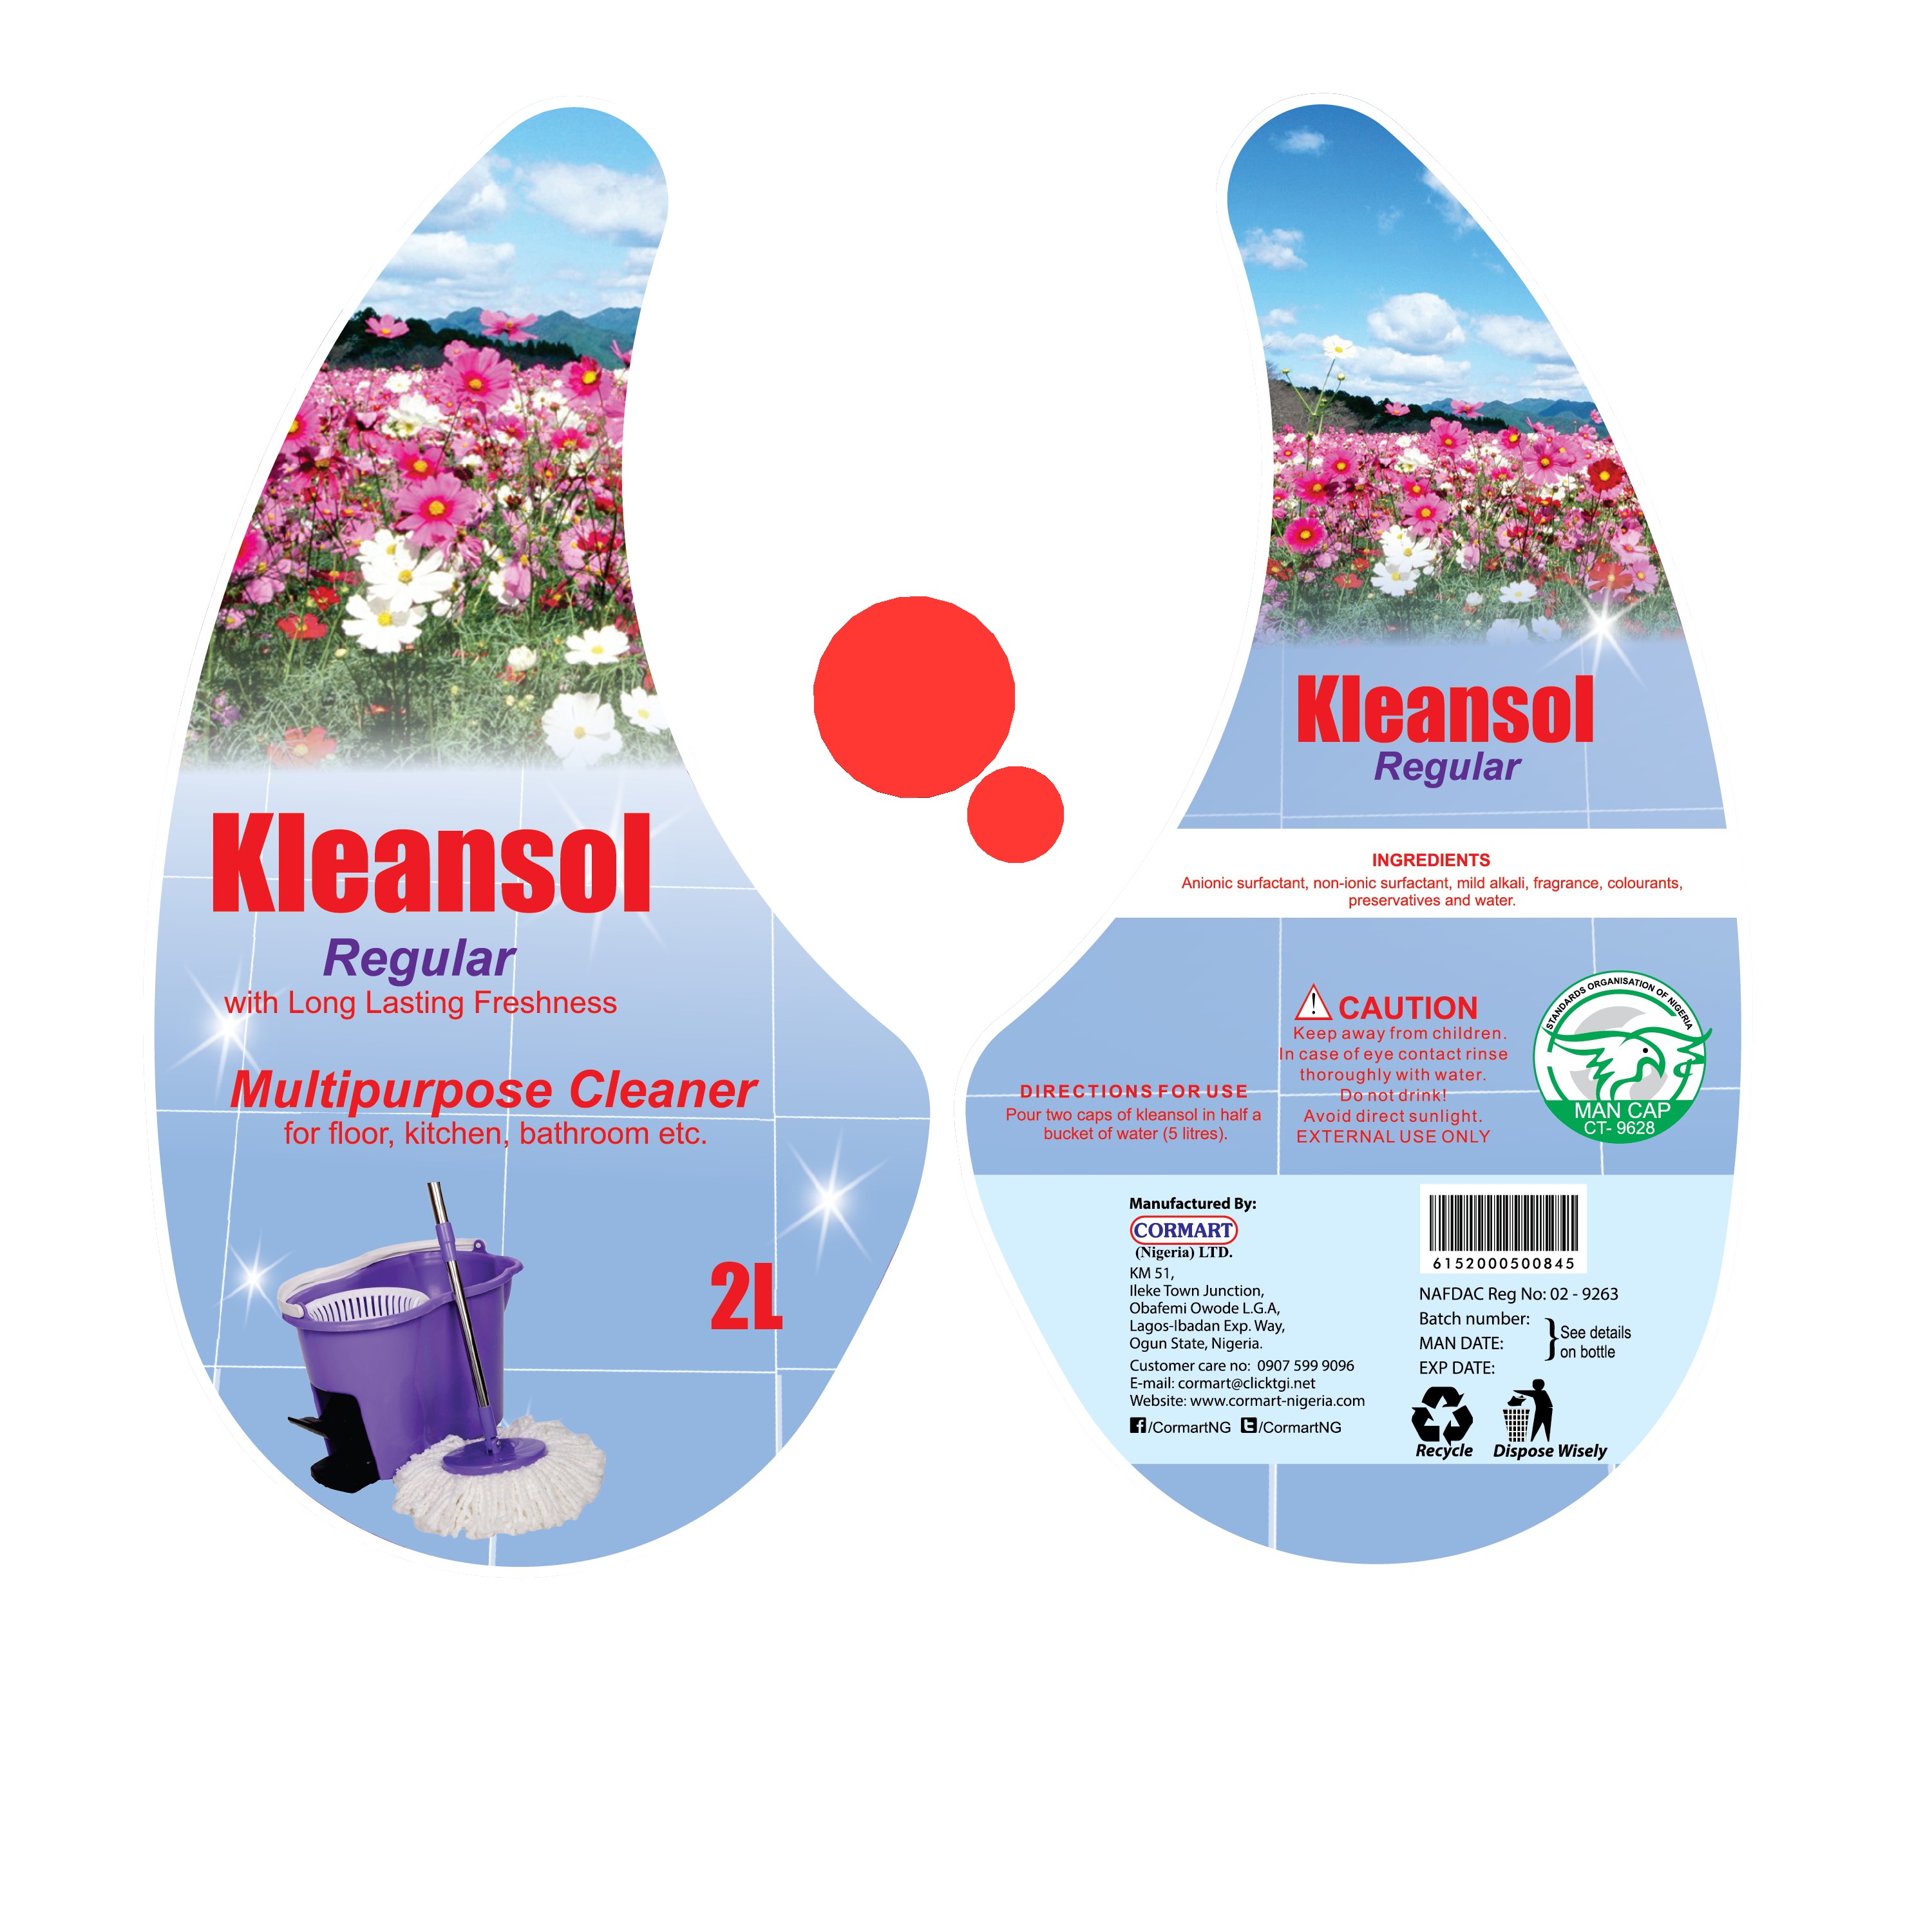 Kleansol
Regular
with Long Lasting Freshness
Multipurpose Cleaner
for floor, kitchen, bathroom etc.
2L
Kleansol
Regular
INGREDIENTS
Anionic surfactant, non-ionic surfactant, mild alkali, fragrance, colourants,
preservatives and water.
DIRECTIONS FOR USE
Pour two caps of kleansol in half a
bucket of water (5 litres).
! CAUTION
Keep away from children.
In case of eye contact rinse
thoroughly with water.
Do not drink!
Avoid direct sunlight.
EXTERNAL USE ONLY
STANDARDS ORGANISATION OF NIGERIA
MAN CAP
CT- 9628
Manufactured By:
CORMART
(Nigeria) LTD.
KM 51,
Ileke Town Junction,
Obafemi Owode L.G.A,
Lagos-Ibadan Exp. Way,
Ogun State, Nigeria.
Customer care no: 0907 599 9096
E-mail: cormart@clicktgi.net
Website: www.cormart-nigeria.com
/CormartNG /CormartNG
6152000500845
NAFDAC Reg No: 02 - 9263
Batch number:
MAN DATE:
EXP DATE:
See details
on bottle
Recycle
Dispose Wisely